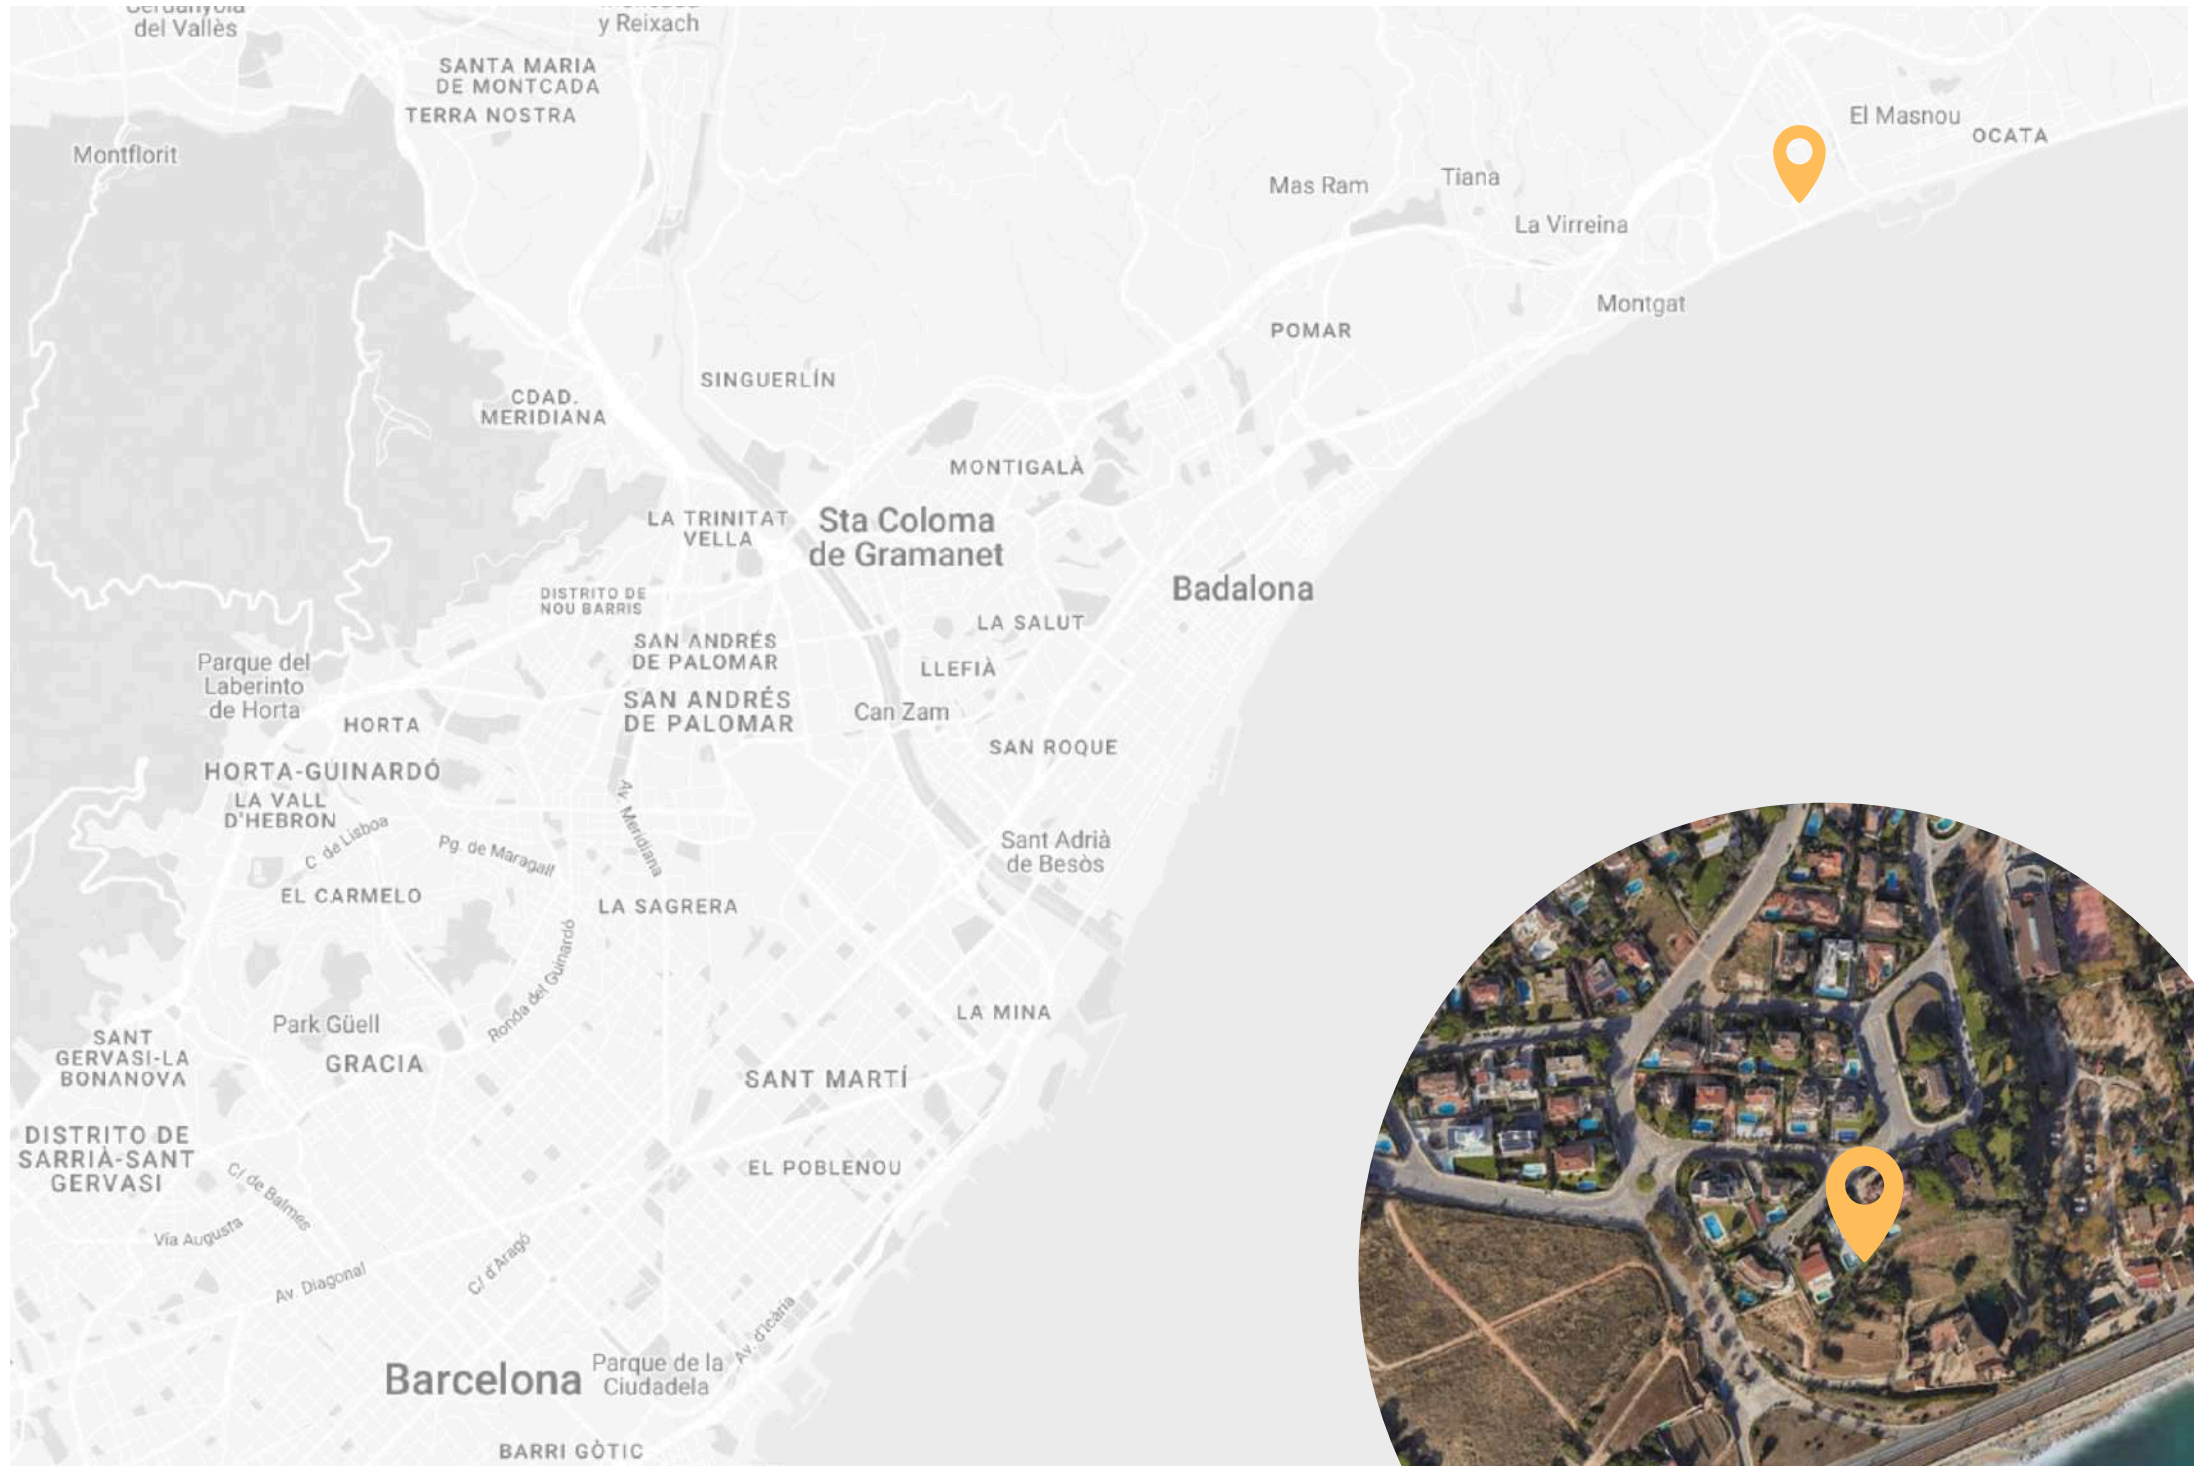 del Vallès
y Reixach
SANTA MARIA
DE MONTCADA
TERRA NOSTRA
Montflorit
El Masnou
OCATA
Mas Ram
Tiana
La Virreina
Montgat
POMAR
SINGUERLÍN
CDAD.
MERIDIANA
MONTIGALÀ
LA TRINITAT
VELLA
Sta Coloma
de Gramanet
Badalona
DISTRITO DE
NOU BARRIS
LA SALUT
SAN ANDRÉS
DE PALOMAR
LLEFIÀ
Parque del
Laberinto
de Horta
SAN ANDRÉS
DE PALOMAR
Can Zam
HORTA
SAN ROQUE
HORTA-GUINARDÓ
LA VALL
D'HEBRON
C. de Lisboa
Pg. de Maragall
Av. Meridiana
Sant Adrià
de Besòs
EL CARMELO
LA SAGRERA
Ronda del Guinardó
LA MINA
Park Güell
SANT
GERVASI-LA
BONANOVA
GRACIA
SANT MARTÍ
DISTRITO DE
SARRIÀ-SANT
GERVASI
EL POBLENOU
C/ de Balmes
Vía Augusta
C/ d'Aragó
Av. Diagonal
Av. d'Icària
Barcelona
Parque de la
Ciudadela
BARRI GÒTIC